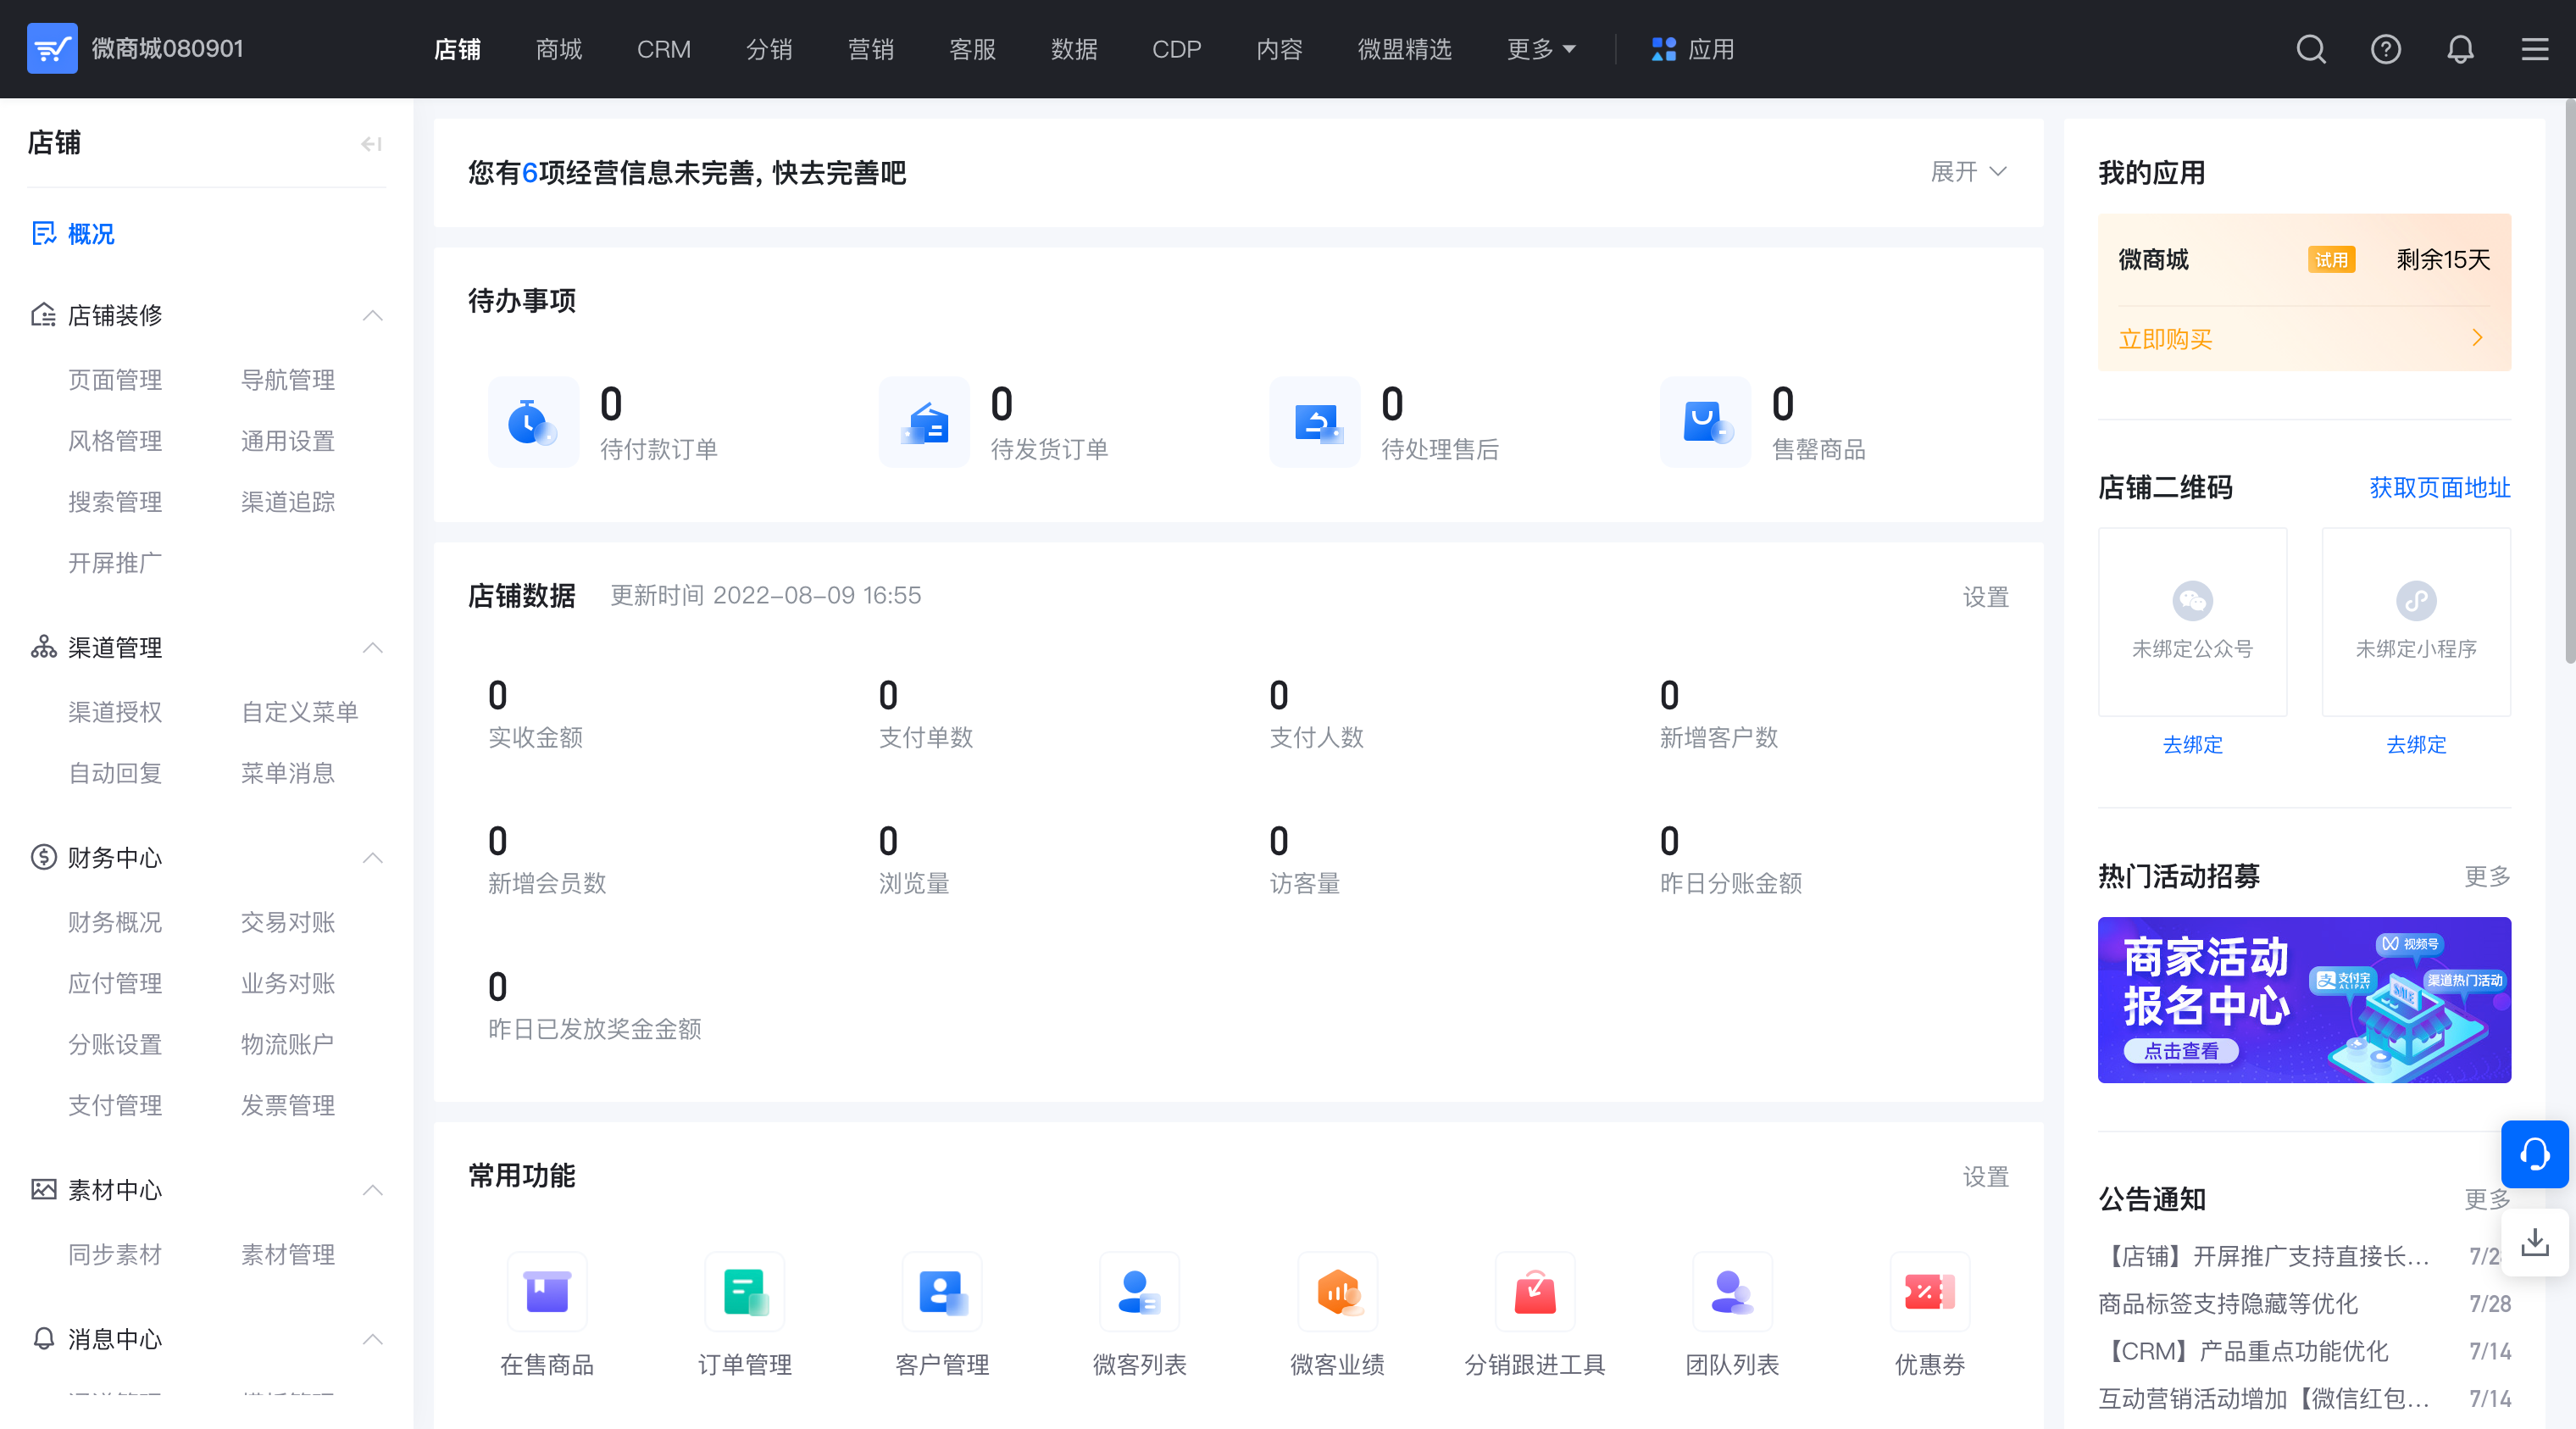 微商城080901
店铺 商城 CRM 分销 营销 客服 数据 CDP 内容 微盟精选 更多 应用
店铺
概况
店铺装修
页面管理 导航管理
风格管理 通用设置
搜索管理 渠道追踪
开屏推广
渠道管理
渠道授权 自定义菜单
自动回复 菜单消息
财务中心
财务概况 交易对账
应付管理 业务对账
分账设置 物流账户
支付管理 发票管理
素材中心
同步素材 素材管理
消息中心
您有6项经营信息未完善, 快去完善吧 展开
待办事项
0 0 0 0
待付款订单 待发货订单 待处理售后 售罄商品
店铺数据 更新时间 2022-08-09 16:55 设置
0 0 0 0
实收金额 支付单数 支付人数 新增客户数
0 0 0 0
新增会员数 浏览量 访客量 昨日分账金额
0
昨日已发放奖金金额
常用功能 设置
在售商品 订单管理 客户管理 微客列表 微客业绩 分销跟进工具 团队列表 优惠券
我的应用
微商城 试用 剩余15天
立即购买
店铺二维码 获取页面地址
未绑定公众号 未绑定小程序
去绑定 去绑定
热门活动招募 更多
商家活动
报名中心
点击查看
视频号
支付宝
ALIPAY
渠道热门活动
SALE
公告通知 更多
【店铺】开屏推广支持直接长... 7/2
商品标签支持隐藏等优化 7/28
【CRM】产品重点功能优化 7/14
互动营销活动增加【微信红包... 7/14